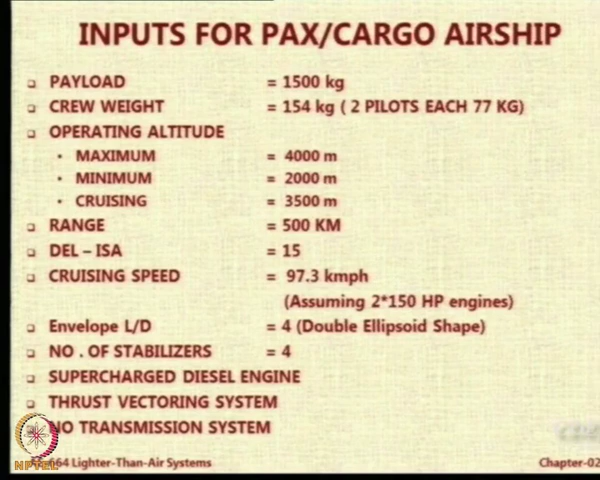 INPUTS FOR PAX/CARGO AIRSHIP
❑ PAYLOAD = 1500 kg
❑ CREW WEIGHT = 154 kg ( 2 PILOTS EACH 77 KG)
❑ OPERATING ALTITUDE
• MAXIMUM = 4000 m
• MINIMUM = 2000 m
• CRUISING = 3500 m
❑ RANGE = 500 KM
❑ DEL – ISA = 15
❑ CRUISING SPEED = 97.3 kmph
(Assuming 2*150 HP engines)
❑ Envelope L/D = 4 (Double Ellipsoid Shape)
❑ NO . OF STABILIZERS = 4
❑ SUPERCHARGED DIESEL ENGINE
❑ THRUST VECTORING SYSTEM
NO TRANSMISSION SYSTEM
664 Lighter-Than-Air Systems Chapter-02
NPTEL